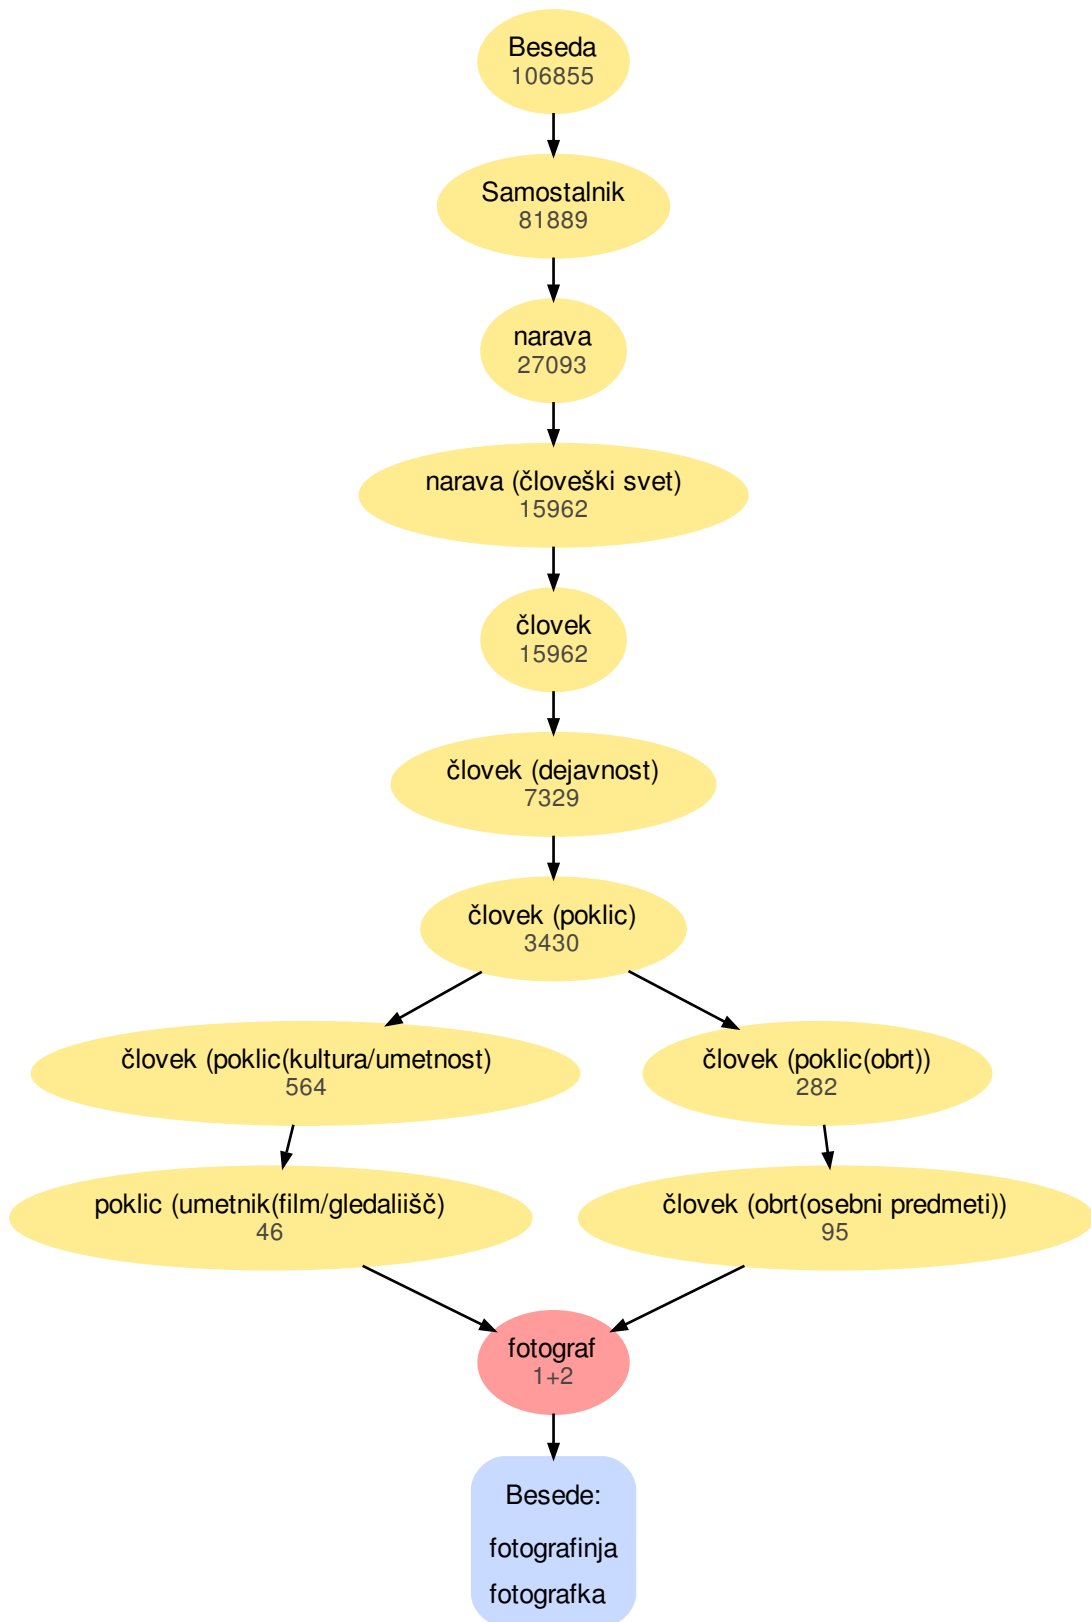 Beseda
106855
Samostalnik
81889
narava
27093
narava (človeški svet)
15962
človek
15962
človek (dejavnost)
7329
človek (poklic)
3430
človek (poklic(kultura/umetnost)
564
človek (poklic(obrt))
282
poklic (umetnik(film/gledaliišč)
46
človek (obrt(osebni predmeti))
95
fotograf
1+2
Besede:
fotografinja
fotografka